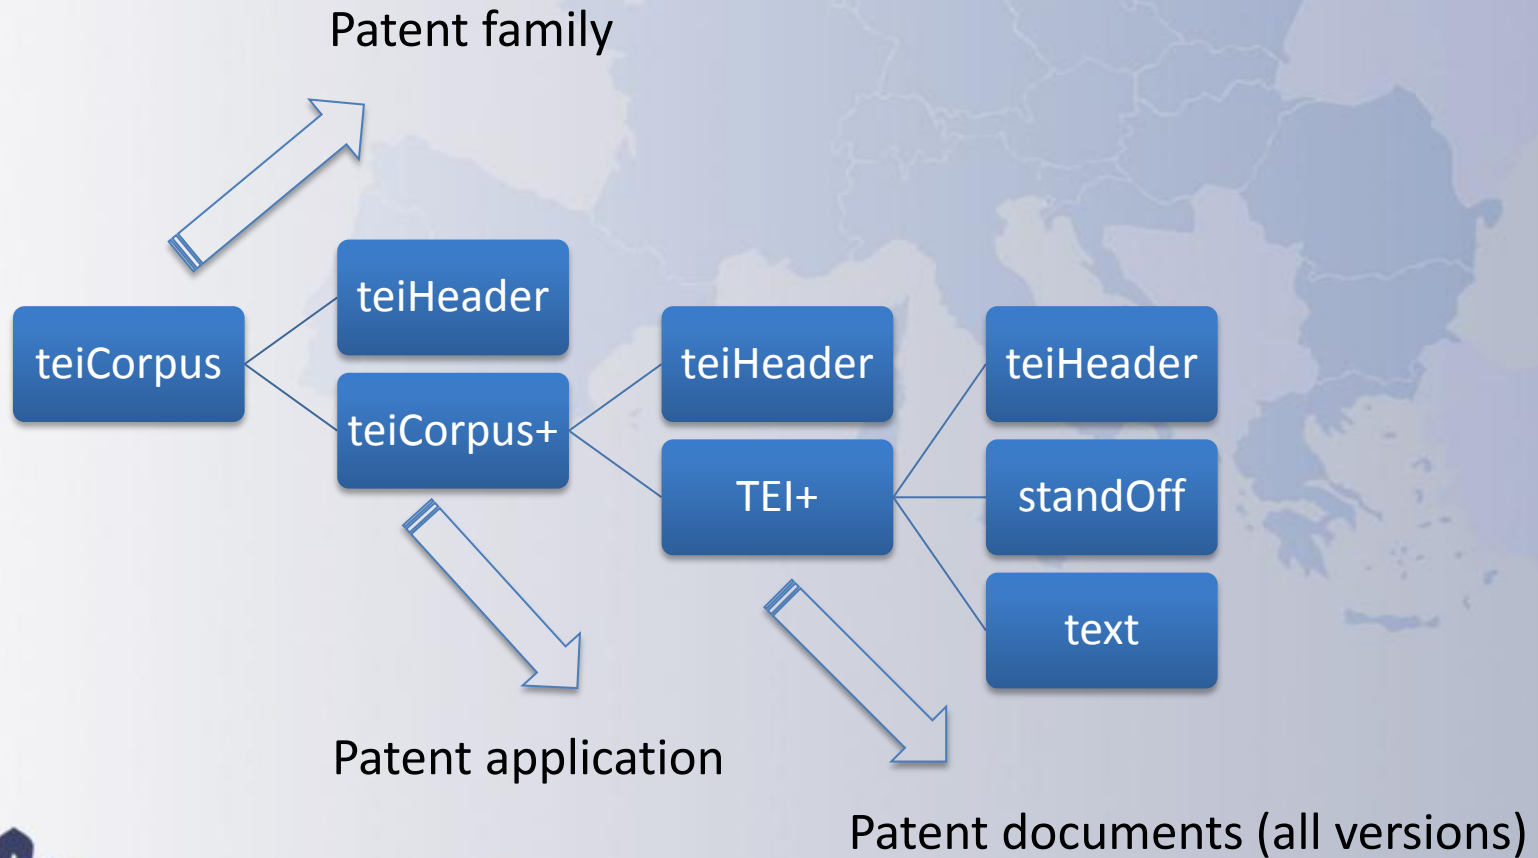 Patent family
teiCorpus
teiHeader
teiCorpus+
teiHeader
TEI+
teiHeader
standOff
text
Patent application
Patent documents (all versions)